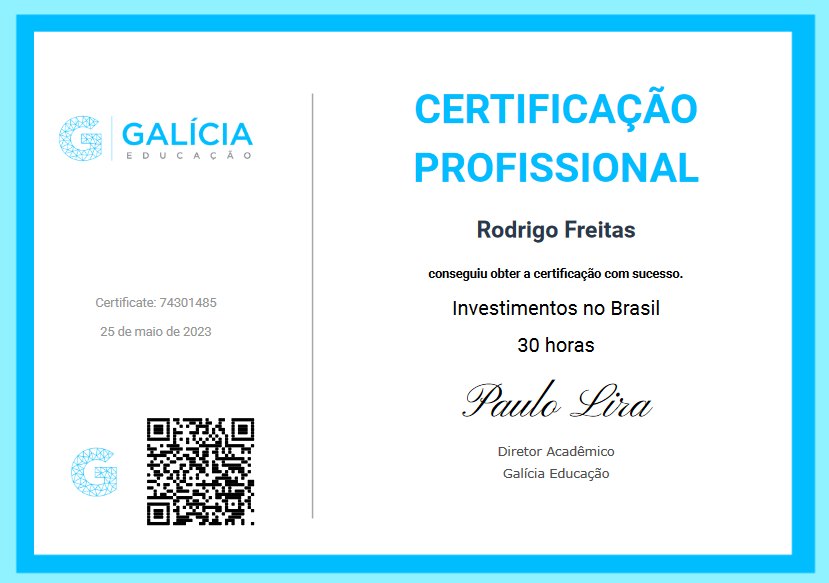 GALÍCIA
EDUCAÇÃO
Certificate: 74301485
25 de maio de 2023
CERTIFICAÇÃO
PROFISSIONAL
Rodrigo Freitas
conseguiu obter a certificação com sucesso.
Investimentos no Brasil
30 horas
Paulo Lira
Diretor Acadêmico
Galícia Educação